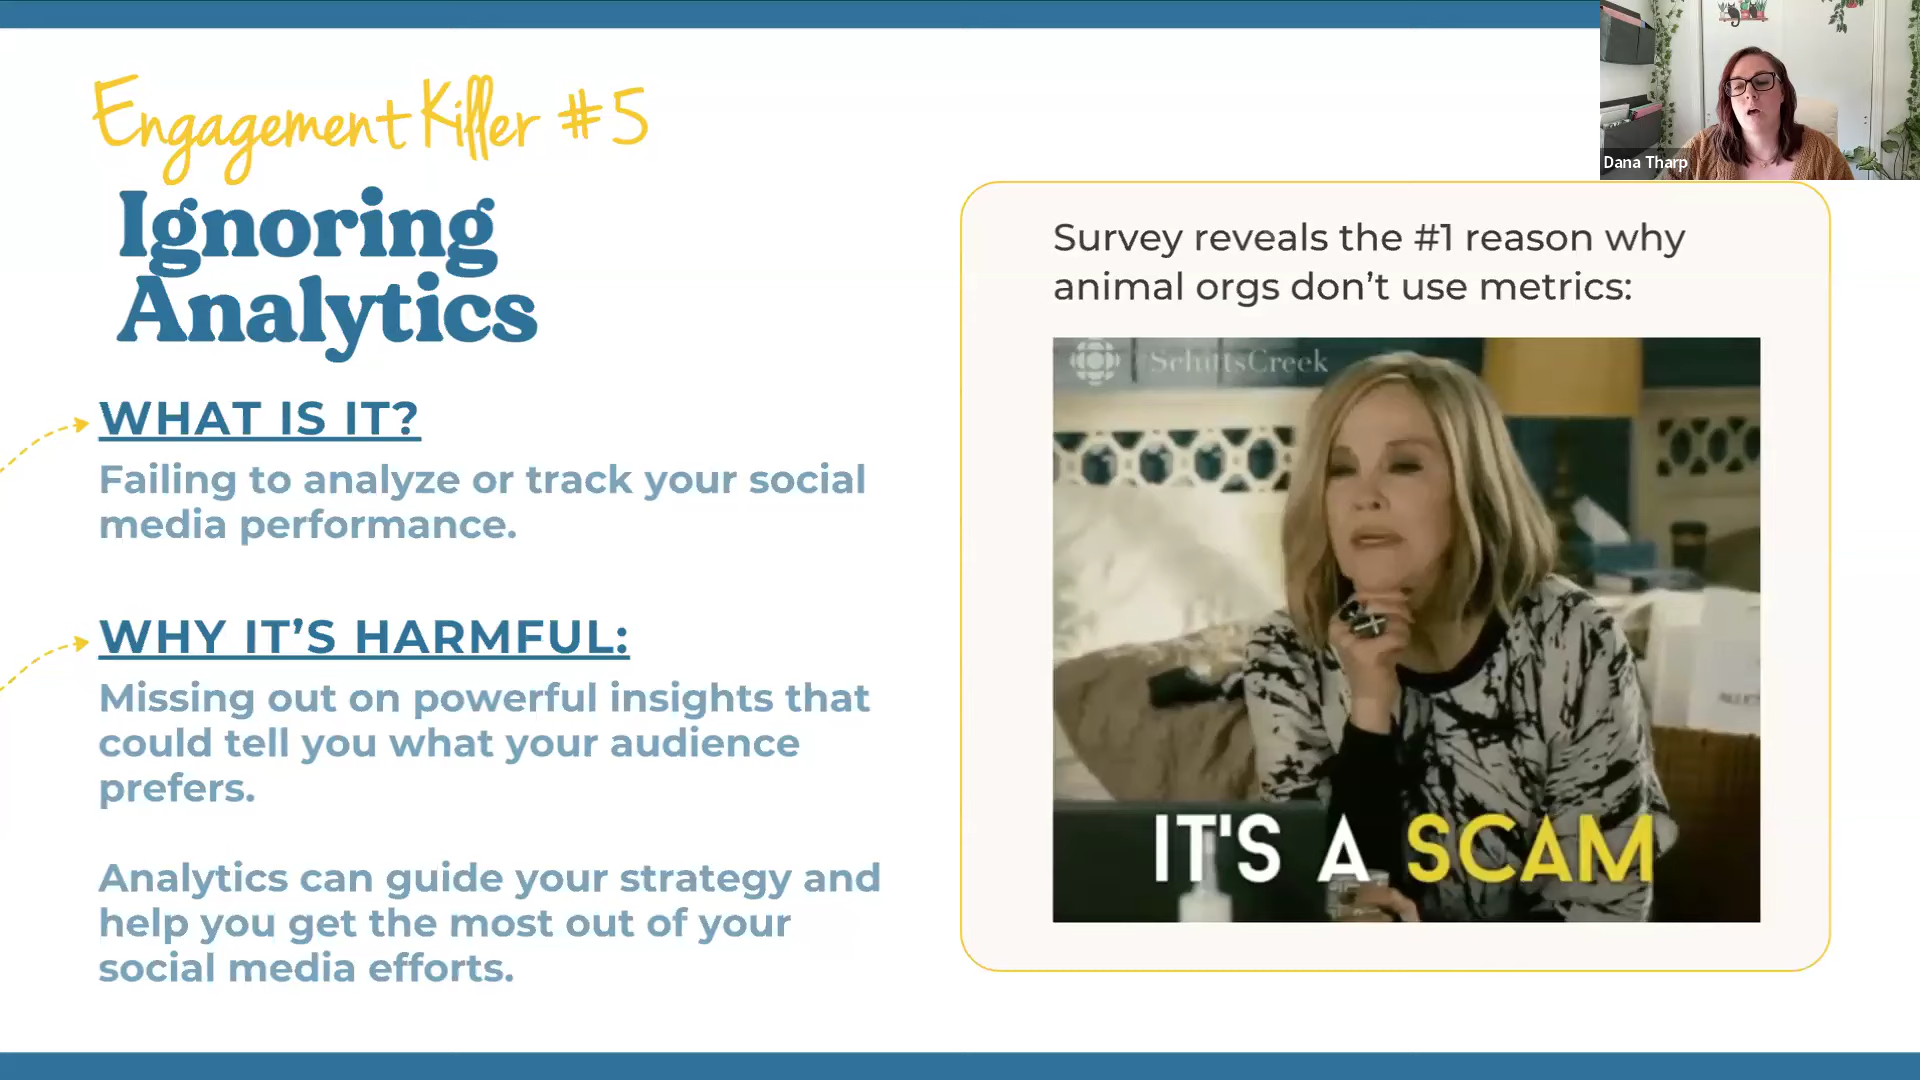 Engagement Killer #5
Ignoring
Analytics
WHAT IS IT?
Failing to analyze or track your social
media performance.
WHY IT'S HARMFUL:
Missing out on powerful insights that
could tell you what your audience
prefers.
Analytics can guide your strategy and
help you get the most out of your
social media efforts.
Dana Tharp
Survey reveals the #1 reason why
animal orgs don't use metrics:
SchittsCreek
IT'S A SCAM